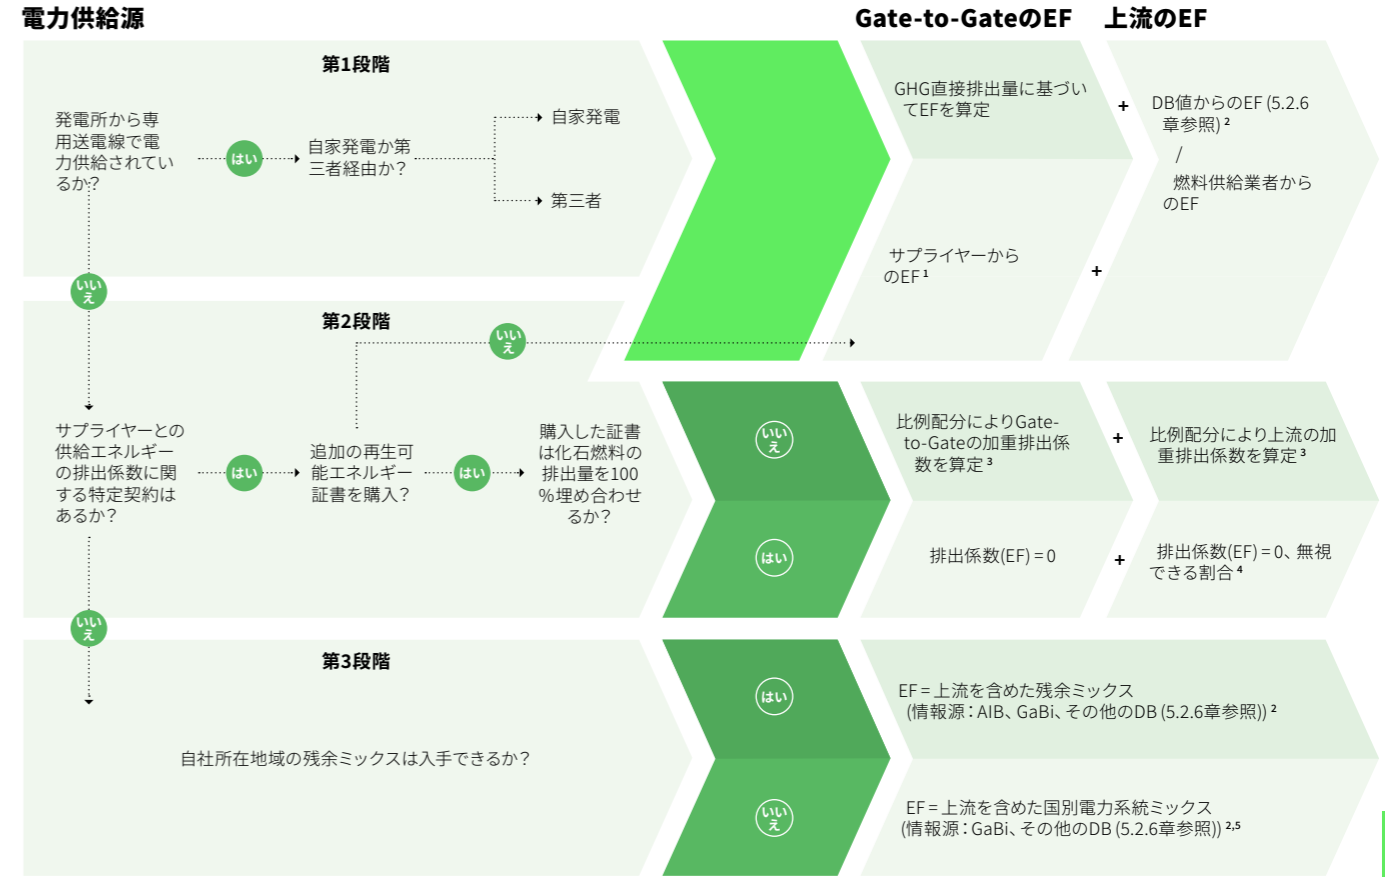 電力供給源
Gate-to-GateのEF
上流のEF
第1段階
発電所から専
用送電線で電
力供給されてい
るか?
はい
自家発電か第
三者経由か?
自家発電
第三者
GHG直接排出量に基づい
てEFを算定
+
DB値からのEF (5.2.6
章参照) ²
/
燃料供給業者から
のEF
サプライヤーから
のEF ¹
+
いい
え
第2段階
いい
え
サプライヤーとの
供給エネルギー
の排出係数に関
する特定契約は
あるか?
はい
追加の再生可
能エネルギー
証書を購入?
はい
購入した証書
は化石燃料の
排出量を100
%埋め合わせ
るか?
いい
え
比例配分によりGate-
to-Gateの加重排出係
数を算定 ³
+
比例配分により上流の加
重排出係数を算定 ³
はい
排出係数(EF) = 0
+
排出係数(EF) = 0、無視
できる割合 ⁴
いい
え
第3段階
自社所在地域の残余ミックスは入手できるか?
はい
EF = 上流を含めた残余ミックス
(情報源：AIB、GaBi、その他のDB (5.2.6章参照)) ²
いい
え
EF = 上流を含めた国別電力系統ミックス
(情報源：GaBi、その他のDB (5.2.6章参照)) ²,⁵